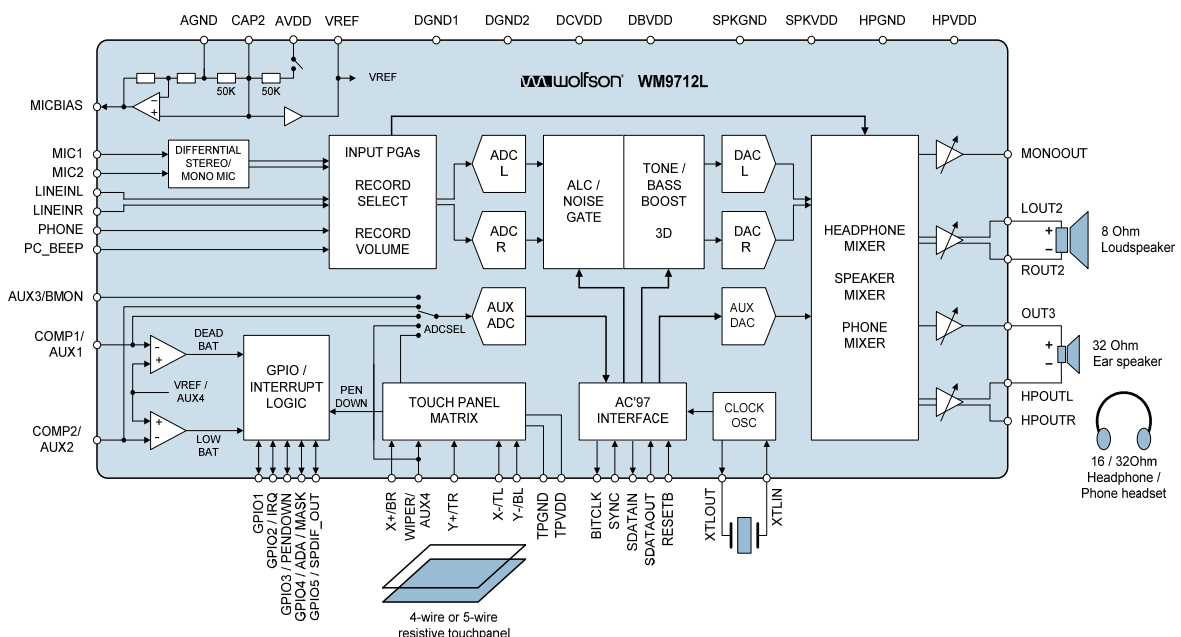 AGND CAP2 AVDD VREF DGND1 DGND2 DCVDD DBVDD SPKGND SPKVDD HPGND HPVDD
50K 50K
VREF
wolfson® WM9712L
MICBIAS
MIC1
MIC2
LINEINL
LINEINR
PHONE
PC_BEEP
DIFFERNTIAL
STEREO/
MONO MIC
INPUT PGAs
RECORD
SELECT
RECORD
VOLUME
ADC
L
ADC
R
ALC /
NOISE
GATE
TONE /
BASS
BOOST
3D
DAC
L
DAC
R
HEADPHONE
MIXER
SPEAKER
MIXER
PHONE
MIXER
MONOOUT
LOUT2
+
−
ROUT2
8 Ohm
Loudspeaker
AUX3/BMON
COMP1/
AUX1
COMP2/
AUX2
-
+
DEAD
BAT
VREF /
AUX4
+
-
LOW
BAT
GPIO /
INTERRUPT
LOGIC
PEN
DOWN
ADCSEL
AUX
ADC
TOUCH PANEL
MATRIX
AUX
DAC
AC'97
INTERFACE
CLOCK
OSC
OUT3
+
−
32 Ohm
Ear speaker
HPOUTL
HPOUTR
16 / 32Ohm
Headphone /
Phone headset
GPIO1
GPIO2 / IRQ
GPIO3 / PENDOWN
GPIO4 / ADA / MASK
GPIO5 / SPDIF_OUT
X+/BR
WIPER/
AUX4
Y+/TR
X-/TL
Y-/BL
TPGND
TPVDD
BITCLK
SYNC
SDATAIN
SDATAOUT
RESETB
XTLOUT
XTLIN
4-wire or 5-wire
resistive touchpanel